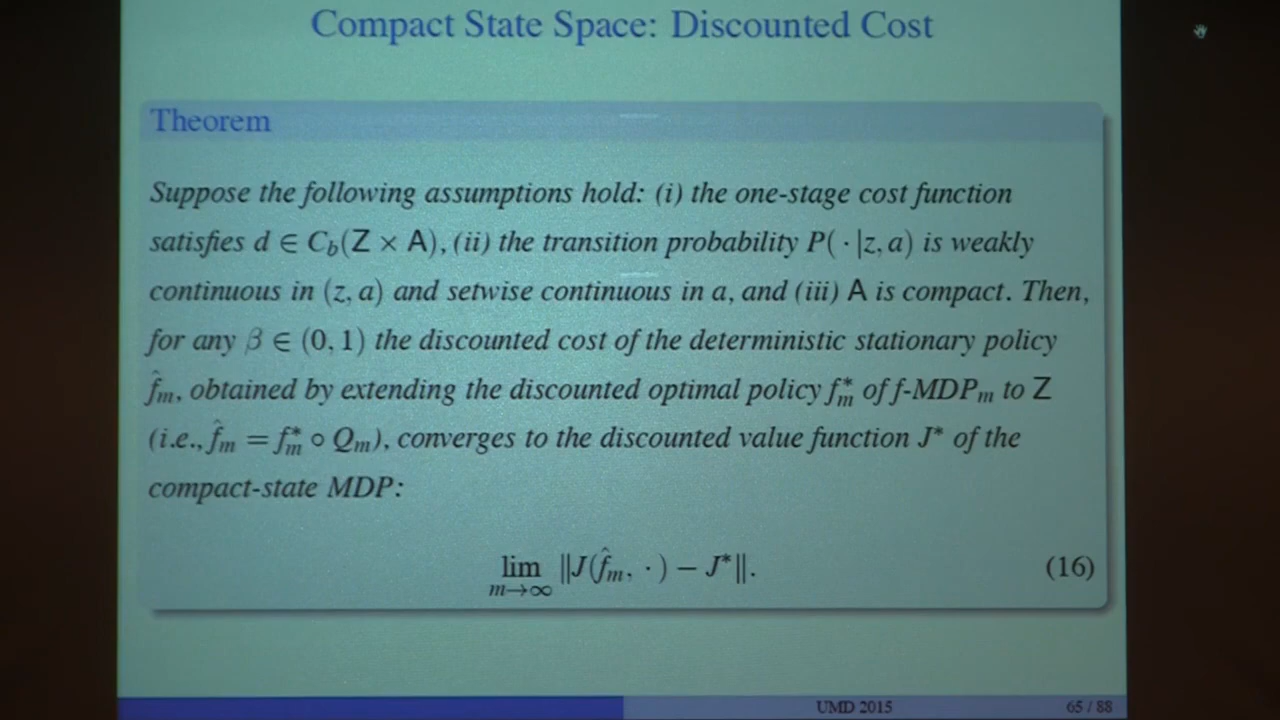 Compact State Space: Discounted Cost
Theorem
Suppose the following assumptions hold: (i) the one-stage cost function
satisfies d ∈ C_b(Z × A), (ii) the transition probability P( · |z, a) is weakly
continuous in (z, a) and setwise continuous in a, and (iii) A is compact. Then,
for any β ∈ (0, 1) the discounted cost of the deterministic stationary policy
f̂_m, obtained by extending the discounted optimal policy f*_m of f-MDP_m to Z
(i.e., f̂_m = f*_m ∘ Q_m), converges to the discounted value function J* of the
compact-state MDP:
lim_{m→∞} ‖J(f̂_m, · ) − J*‖. (16)
UMD 2015 65 / 88